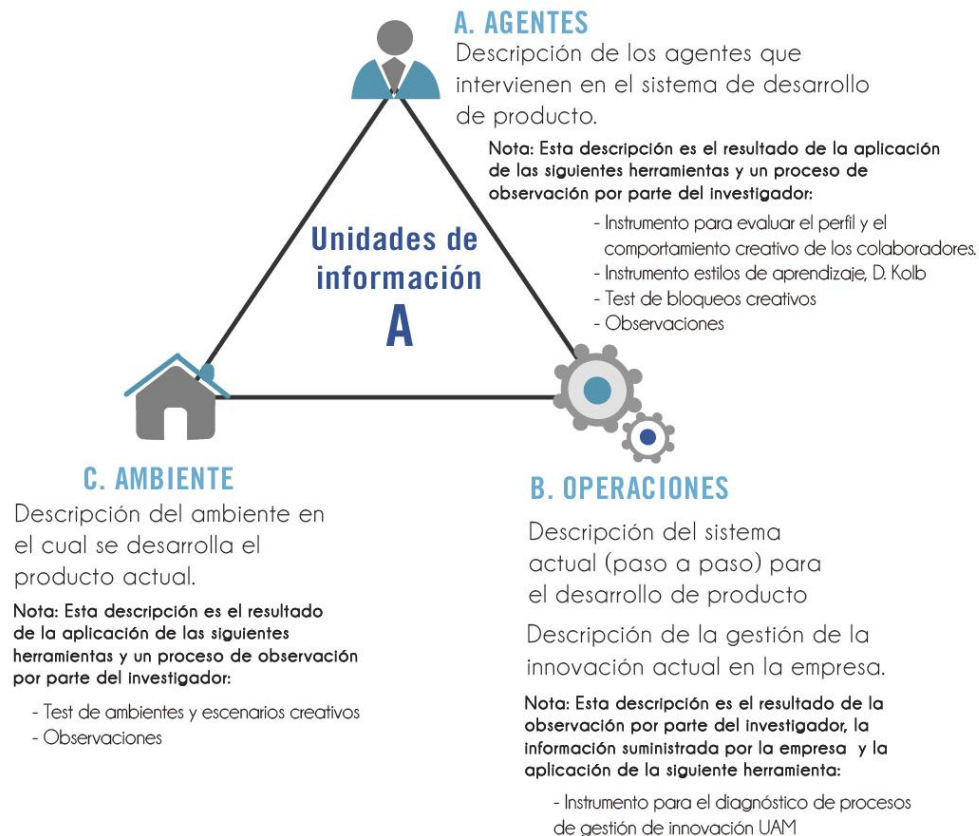 A. AGENTES
Descripción de los agentes que
intervienen en el sistema de desarrollo
de producto.
Nota: Esta descripción es el resultado de la aplicación
de las siguientes herramientas y un proceso de
observación por parte del investigador:
- Instrumento para evaluar el perfil y el
comportamiento creativo de los colaboradores.
- Instrumento estilos de aprendizaje, D. Kolb
- Test de bloqueos creativos
- Observaciones
Unidades de
información
A
C. AMBIENTE
Descripción del ambiente en
el cual se desarrolla el
producto actual.
Nota: Esta descripción es el resultado
de la aplicación de las siguientes
herramientas y un proceso de observación
por parte del investigador:
- Test de ambientes y escenarios creativos
- Observaciones
B. OPERACIONES
Descripción del sistema
actual (paso a paso) para
el desarrollo de producto
Descripción de la gestión de la
innovación actual en la empresa.
Nota: Esta descripción es el resultado de la
observación por parte del investigador, la
información suministrada por la empresa y la
aplicación de la siguiente herramienta:
- Instrumento para el diagnóstico de procesos
de gestión de innovación UAM